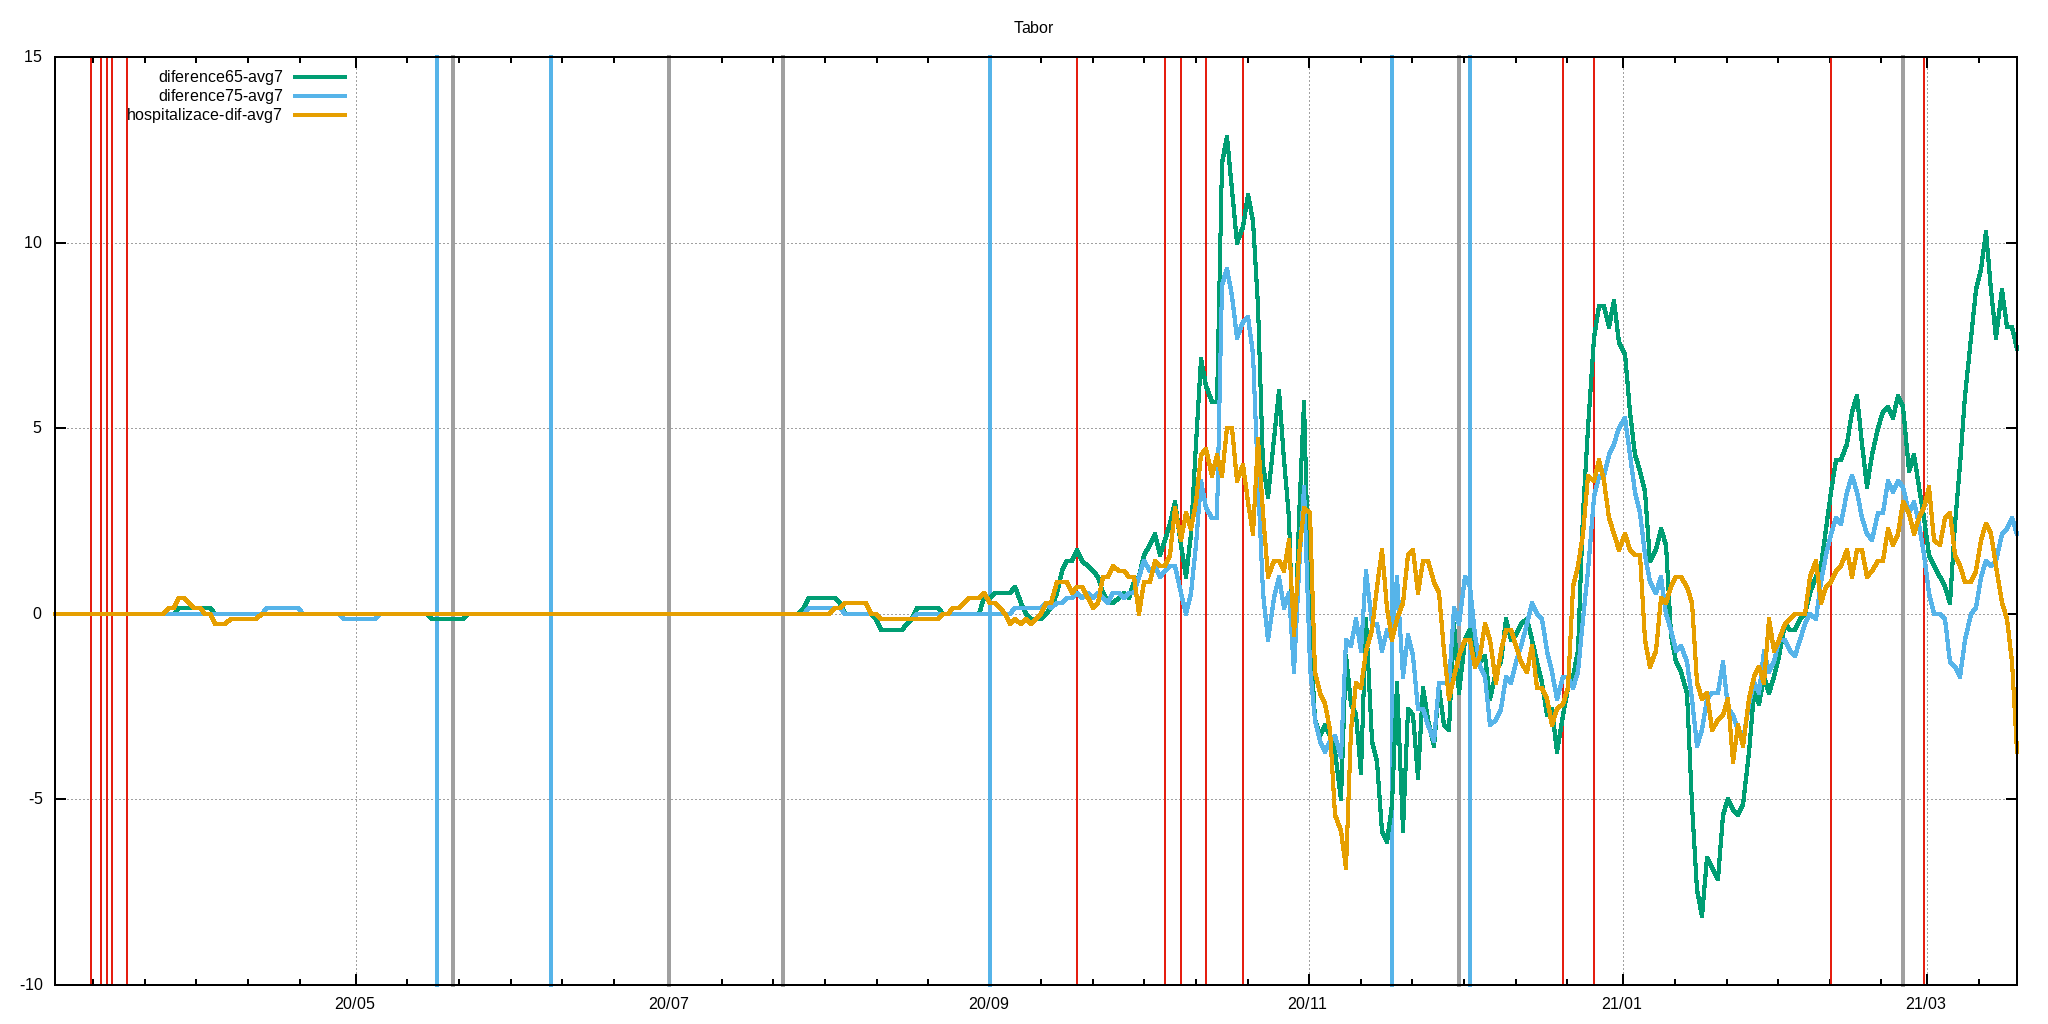 Tabor
15
diference65-avg7
diference75-avg7
hospitalizace-dif-avg7
10
5
0
-5
-10
20/05 20/07 20/09 20/11 21/01 21/03